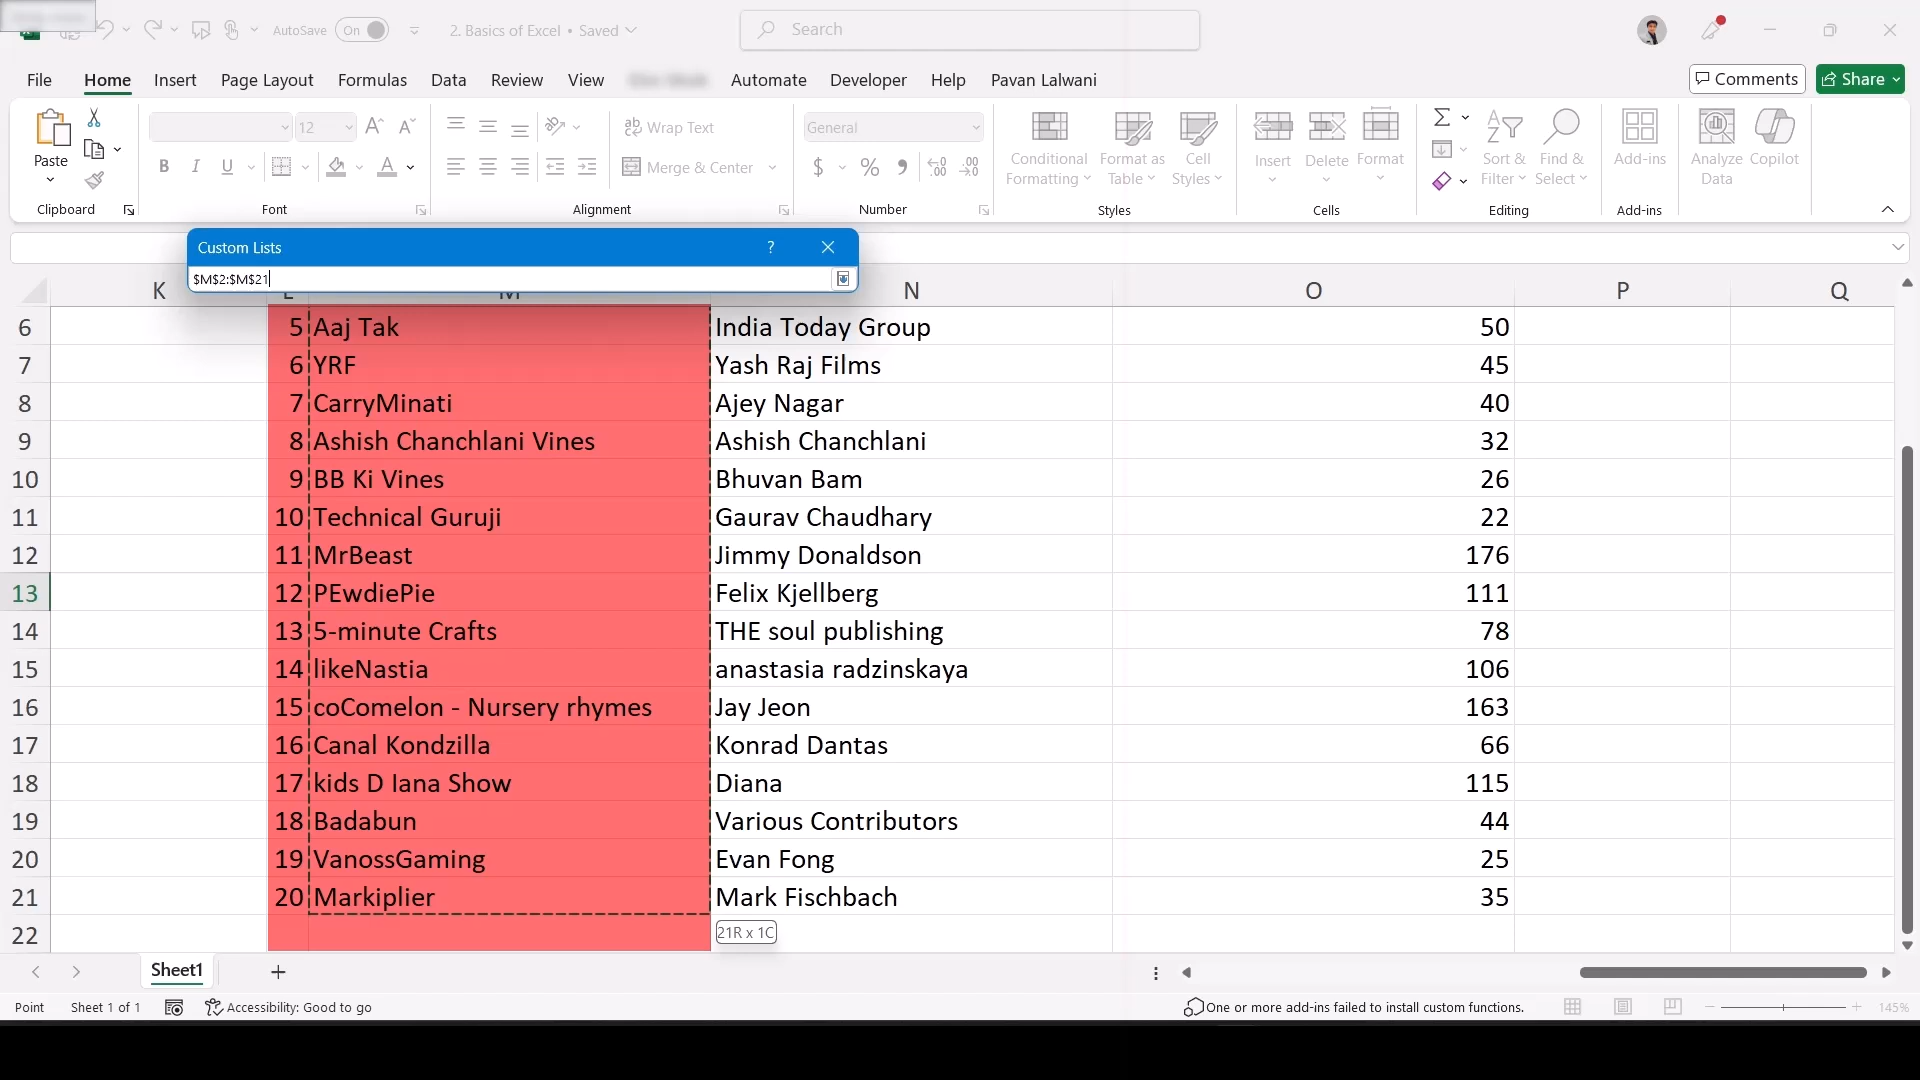 AutoSave On 2. Basics of Excel • Saved Search
File Home Insert Page Layout Formulas Data Review View Automate Developer Help Pavan Lalwani Comments Share
Paste 12 Wrap Text General
B I U Merge & Center $ % Conditional Formatting Format as Table Cell Styles Insert Delete Format Sort & Filter Find & Select Add-ins Analyze Data Copilot
Clipboard Font Alignment Number Styles Cells Editing Add-ins
Custom Lists ?
$M$2:$M$21
K N O P Q
6 5 Aaj Tak India Today Group 50
7 6 YRF Yash Raj Films 45
8 7 CarryMinati Ajey Nagar 40
9 8 Ashish Chanchlani Vines Ashish Chanchlani 32
10 9 BB Ki Vines Bhuvan Bam 26
11 10 Technical Guruji Gaurav Chaudhary 22
12 11 MrBeast Jimmy Donaldson 176
13 12 PEwdiePie Felix Kjellberg 111
14 13 5-minute Crafts THE soul publishing 78
15 14 likeNastia anastasia radzinskaya 106
16 15 coComelon - Nursery rhymes Jay Jeon 163
17 16 Canal Kondzilla Konrad Dantas 66
18 17 kids D Iana Show Diana 115
19 18 Badabun Various Contributors 44
20 19 VanossGaming Evan Fong 25
21 20 Markiplier Mark Fischbach 35
22 21R x 1C
Sheet1
Point Sheet 1 of 1 Accessibility: Good to go One or more add-ins failed to install custom functions. 145%